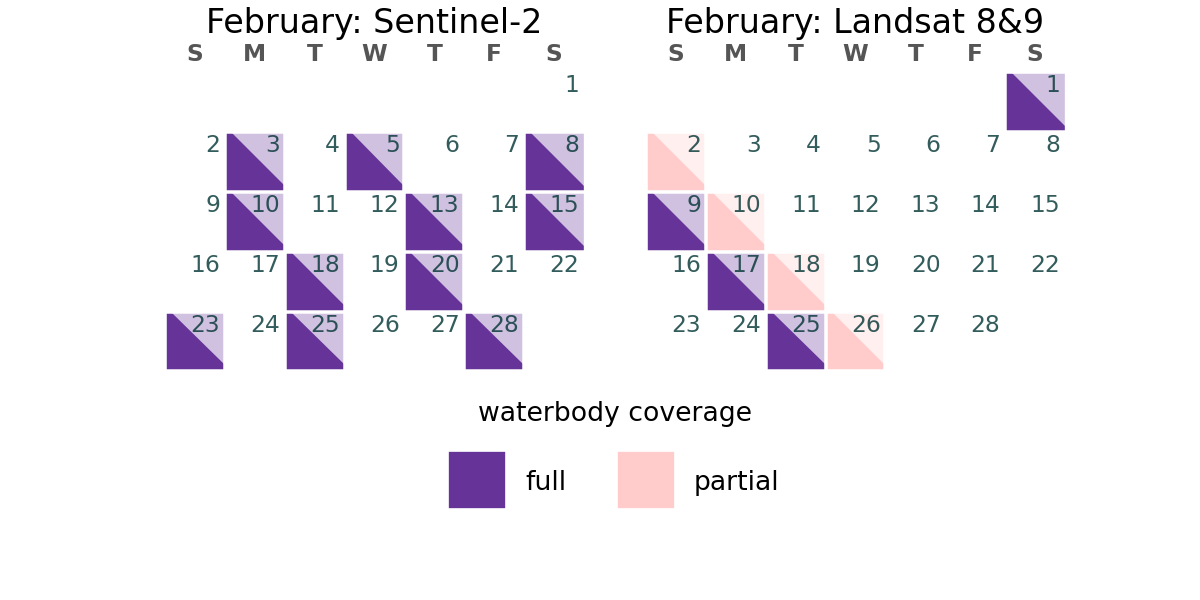 February: Sentinel-2
S M T W T F S
1
2 3 4 5 6 7 8
9 10 11 12 13 14 15
16 17 18 19 20 21 22
23 24 25 26 27 28
February: Landsat 8&9
S M T W T F S
1
2 3 4 5 6 7 8
9 10 11 12 13 14 15
16 17 18 19 20 21 22
23 24 25 26 27 28
waterbody coverage
full partial